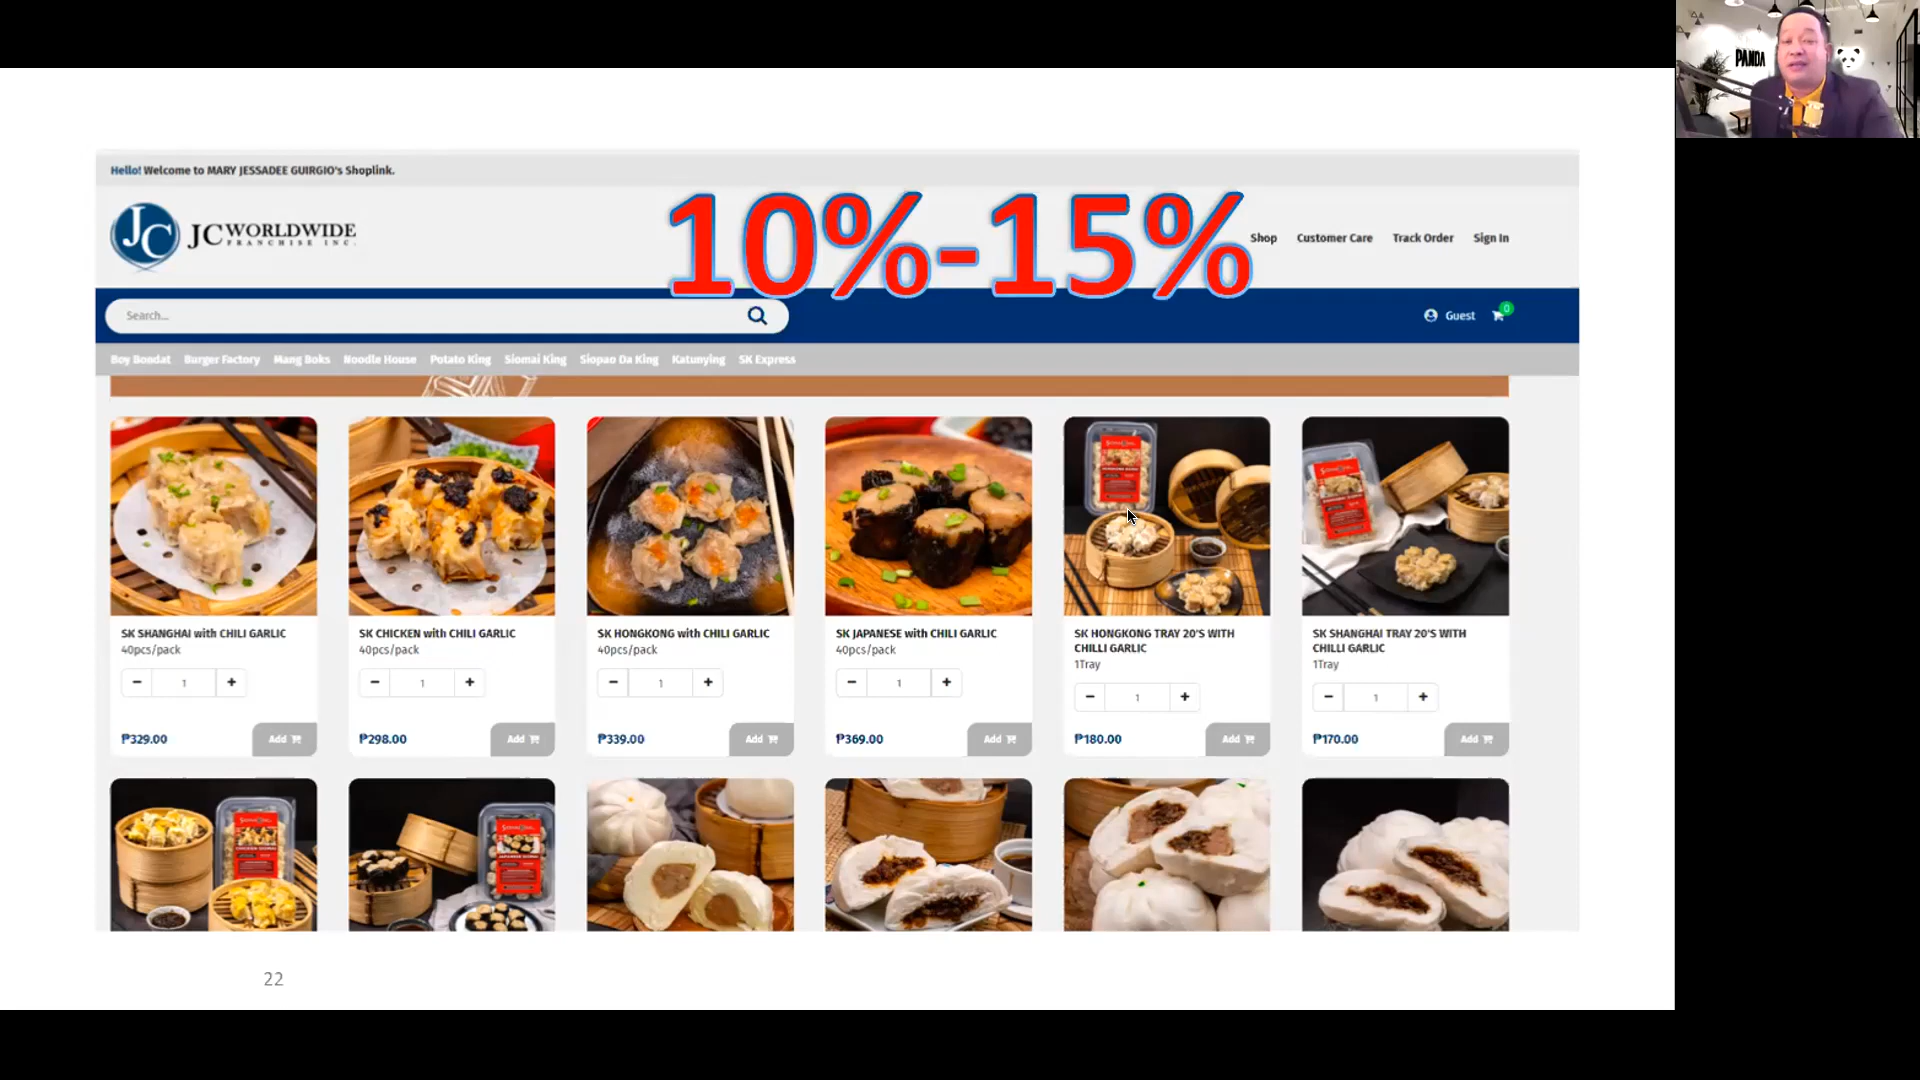 PANDA
Hello! Welcome to MARY JESSADEE GUIRGIO's Shoplink.
10%-15%
JC
JC WORLDWIDE
FRANCHISE INC.
Shop
Customer Care
Track Order
Sign In
Search...
Guest
0
Boy Bondat
Burger Factory
Mang Boks
Noodle House
Potato King
Siomai King
Siopao Da King
Katunying
SK Express
SK SHANGHAI with CHILI GARLIC
40pcs/pack
- 1 +
₱329.00
Add
SK CHICKEN with CHILI GARLIC
40pcs/pack
- 1 +
₱298.00
Add
SK HONGKONG with CHILI GARLIC
40pcs/pack
- 1 +
₱339.00
Add
SK JAPANESE with CHILI GARLIC
40pcs/pack
- 1 +
₱369.00
Add
SK HONGKONG TRAY 20'S WITH
CHILLI GARLIC
1Tray
- 1 +
₱180.00
Add
SK SHANGHAI TRAY 20'S WITH
CHILLI GARLIC
1Tray
- 1 +
₱170.00
Add
22